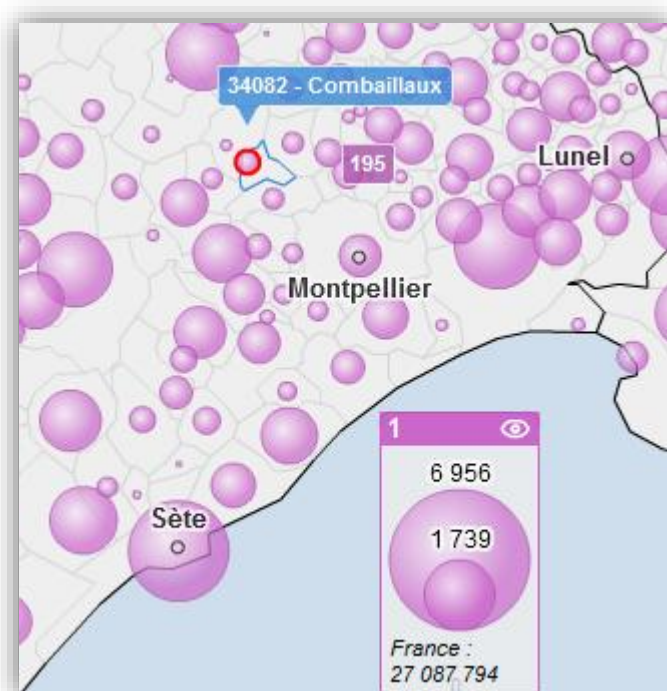 34082 - Combaillaux
195
Lunel
Montpellier
1
6 956
1 739
Sète
France :
27 087 794